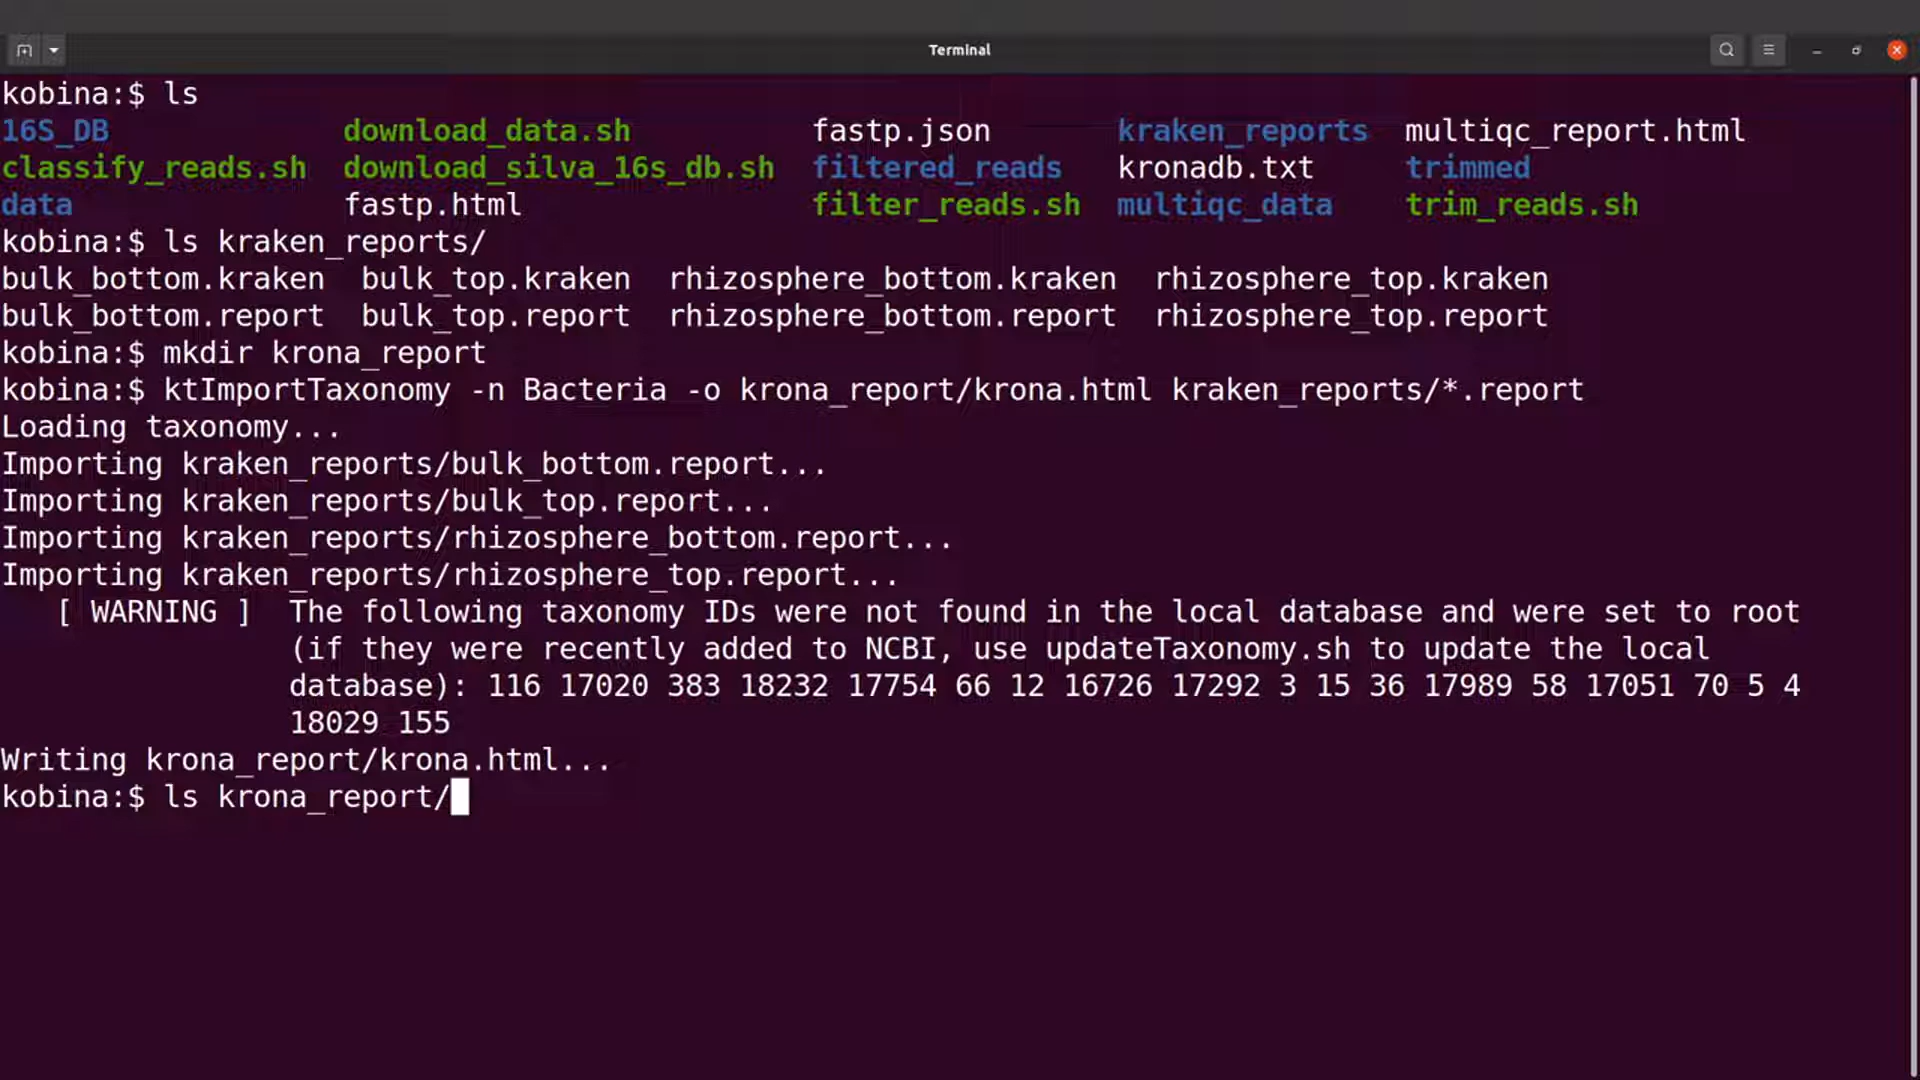 Terminal
kobina:$ ls
16S_DB download_data.sh fastp.json kraken_reports multiqc_report.html
classify_reads.sh download_silva_16s_db.sh filtered_reads kronadb.txt trimmed
data fastp.html filter_reads.sh multiqc_data trim_reads.sh
kobina:$ ls kraken_reports/
bulk_bottom.kraken bulk_top.kraken rhizosphere_bottom.kraken rhizosphere_top.kraken
bulk_bottom.report bulk_top.report rhizosphere_bottom.report rhizosphere_top.report
kobina:$ mkdir krona_report
kobina:$ ktImportTaxonomy -n Bacteria -o krona_report/krona.html kraken_reports/*.report
Loading taxonomy...
Importing kraken_reports/bulk_bottom.report...
Importing kraken_reports/bulk_top.report...
Importing kraken_reports/rhizosphere_bottom.report...
Importing kraken_reports/rhizosphere_top.report...
[ WARNING ] The following taxonomy IDs were not found in the local database and were set to root
(if they were recently added to NCBI, use updateTaxonomy.sh to update the local
database): 116 17020 383 18232 17754 66 12 16726 17292 3 15 36 17989 58 17051 70 5 4
18029 155
Writing krona_report/krona.html...
kobina:$ ls krona_report/